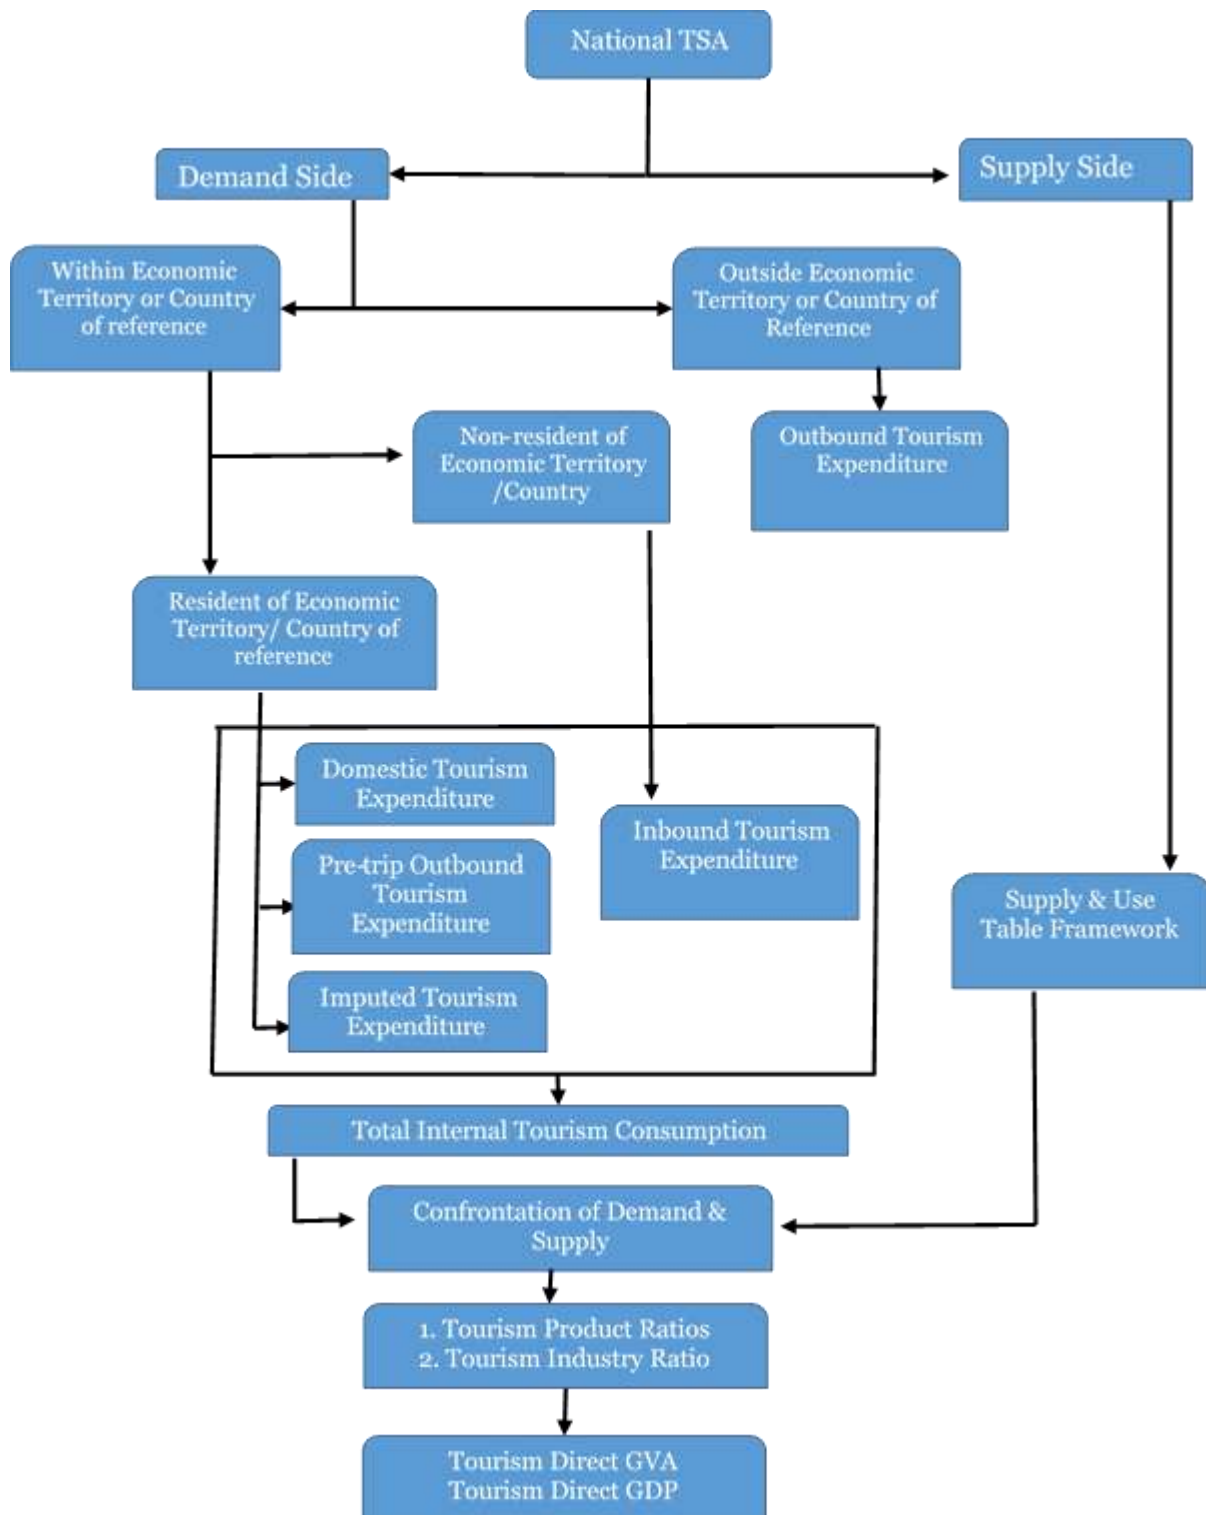 National TSA
Demand Side
Supply Side
Within Economic
Territory or Country
of reference
Outside Economic
Territory or Country of
Reference
Non-resident of
Economic Territory
/Country
Outbound Tourism
Expenditure
Resident of Economic
Territory/ Country of
reference
Domestic Tourism
Expenditure
Inbound Tourism
Expenditure
Pre-trip Outbound
Tourism
Expenditure
Supply & Use
Table Framework
Imputed Tourism
Expenditure
Total Internal Tourism Consumption
Confrontation of Demand &
Supply
1. Tourism Product Ratios
2. Tourism Industry Ratio
Tourism Direct GVA
Tourism Direct GDP